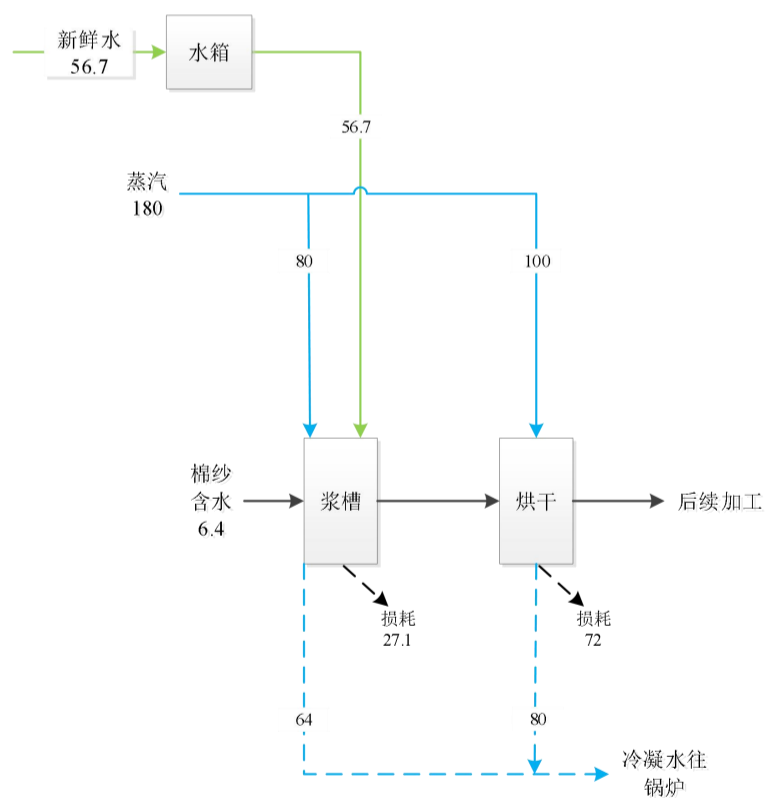 新鲜水
56.7
水箱
56.7
蒸汽
180
80
100
棉纱
含水
6.4
浆槽
烘干
后续加工
损耗
27.1
损耗
72
64
80
冷凝水往
锅炉